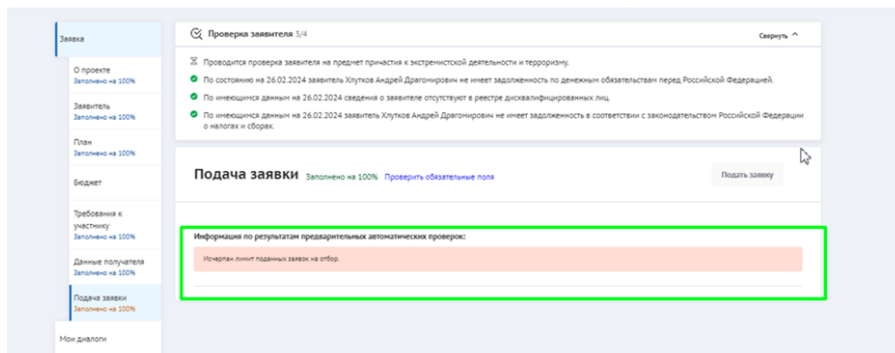 Заявка
О проекте
Заполнено на 100%
Заявитель
Заполнено на 100%
План
Заполнено на 100%
Бюджет
Требования к
участнику
Заполнено на 100%
Данные получателя
Заполнено на 100%
Подача заявки
Заполнено на 100%
Мои диалоги
Проверка заявителя 3/4
Свернуть
Проводится проверка заявителя на предмет причастия к экстремистской деятельности и терроризму.
По состоянию на 26.02.2024 заявитель Хлутков Андрей Драгомирович не имеет задолженность по денежным обязательствам перед Российской Федерацией.
По имеющимся данным на 26.02.2024 сведения о заявителе отсутствуют в реестре дисквалифицированных лиц.
По имеющимся данным на 26.02.2024 заявитель Хлутков Андрей Драгомирович не имеет задолженность в соответствии с законодательством Российской Федерации
о налогах и сборах.
Подача заявки Заполнено на 100% Проверить обязательные поля
Подать заявку
Информация по результатам предварительных автоматических проверок:
Исчерпан лимит поданных заявок на отбор.